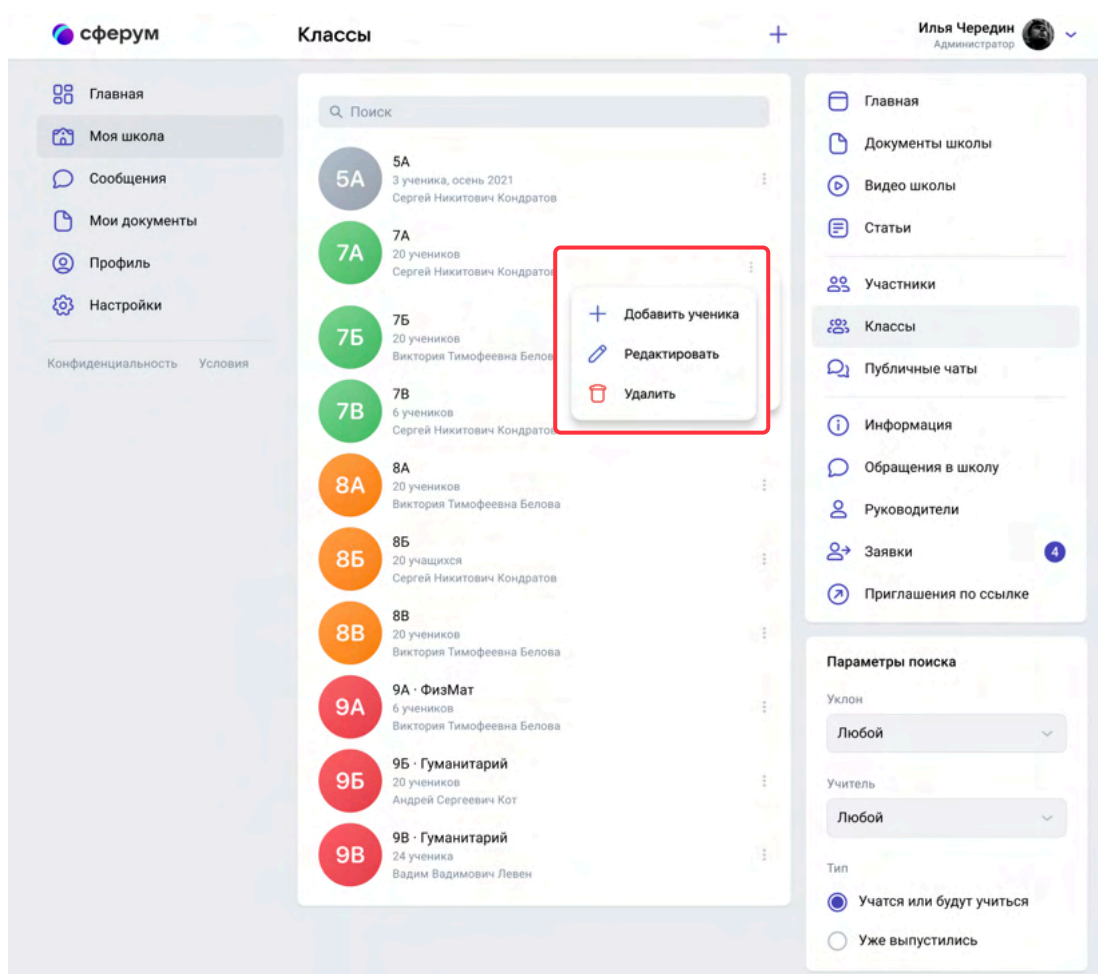 сферум
Классы
Илья Чередин
Администратор
Главная
Моя школа
Сообщения
Мои документы
Профиль
Настройки
Конфиденциальность Условия
Поиск
5А
5А
3 ученика, осень 2021
Сергей Никитович Кондратов
7А
7А
20 учеников
Сергей Никитович Кондратов
7Б
7Б
20 учеников
Виктория Тимофеевна Белов
7В
7В
6 учеников
Сергей Никитович Кондратов
Добавить ученика
Редактировать
Удалить
8А
8А
20 учеников
Виктория Тимофеевна Белова
8Б
8Б
20 учащихся
Сергей Никитович Кондратов
8В
8В
20 учеников
Виктория Тимофеевна Белова
9А
9А · ФизМат
6 учеников
Виктория Тимофеевна Белова
9Б
9Б · Гуманитарий
20 учеников
Андрей Сергеевич Кот
9В
9В · Гуманитарий
24 ученика
Вадим Вадимович Левен
Главная
Документы школы
Видео школы
Статьи
Участники
Классы
Публичные чаты
Информация
Обращения в школу
Руководители
Заявки 4
Приглашения по ссылке
Параметры поиска
Уклон
Любой
Учитель
Любой
Тип
Учатся или будут учиться
Уже выпустились